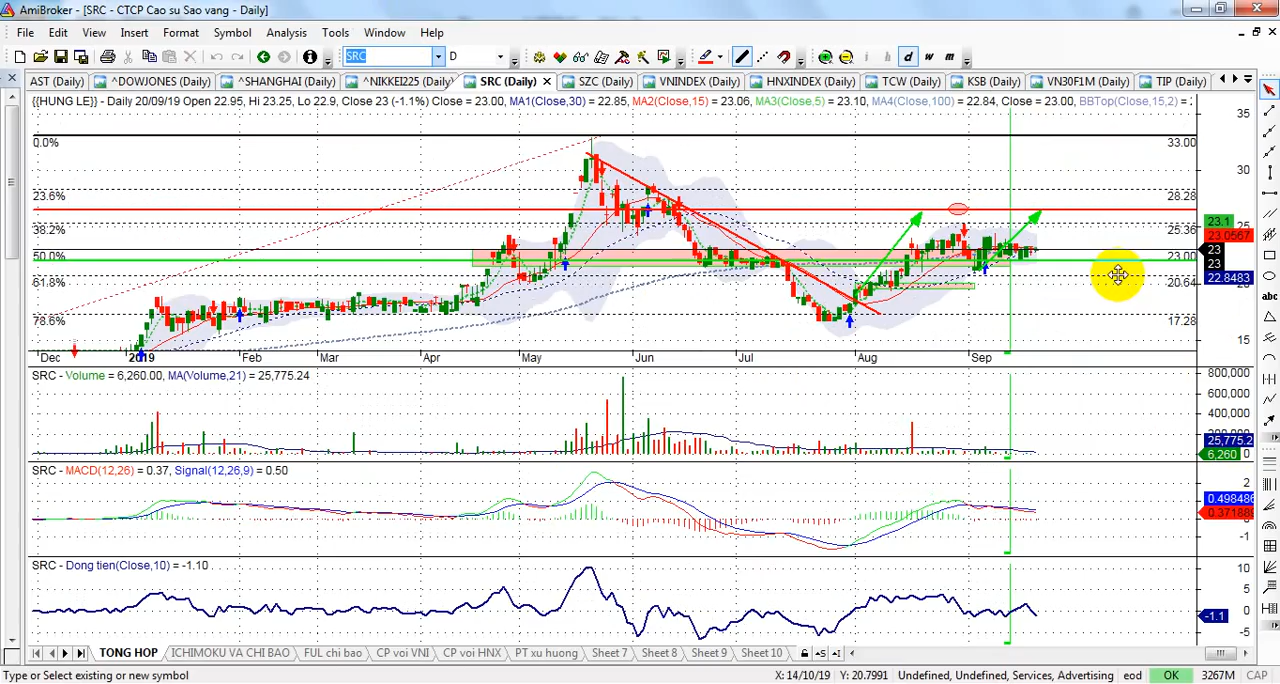 AmiBroker - [SRC - CTCP Cao su Sao vang - Daily]
File Edit View Insert Format Symbol Analysis Tools Window Help
SRC D i h d w m
AST (Daily) ^DOWJONES (Daily) ^SHANGHAI (Daily) ^NIKKEI225 (Daily) SRC (Daily) SZC (Daily) VNINDEX (Daily) HNXINDEX (Daily) TCW (Daily) KSB (Daily) VN30F1M (Daily) TIP (Daily)
{{HUNG LE}} - Daily 20/09/19 Open 22.95, Hi 23.25, Lo 22.9, Close 23 (-1.1%) Close = 23.00, MA1(Close,30) = 22.85, MA2(Close,15) = 23.06, MA3(Close,5) = 23.10, MA4(Close,100) = 22.84, Close = 23.00, BBTop(Close,15,2) =
35
0.0% 33.00
30
23.6% 28.28
23.1
38.2% 25.36
23.0567
23
50.0% 23.00
23
61.8% 20.64
22.8483
78.6% 17.28
15
Dec 2019 Feb Mar Apr May Jun Jul Aug Sep
SRC - Volume = 6,260.00, MA(Volume,21) = 25,775.24
800,000
600,000
400,000
25,775.2
6,260 0
SRC - MACD(12,26) = 0.37, Signal(12,26,9) = 0.50
2
0.498486
0.371889
-1
SRC - Dong tien(Close,10) = -1.10
10
5
0
-1.1
-5
TONG HOP ICHIMOKU VA CHI BAO FUL chi bao CP voi VNI CP voi HNX PT xu huong Sheet 7 Sheet 8 Sheet 9 Sheet 10
Type or Select existing or new symbol X: 14/10/19 Y: 20.7991 Undefined, Undefined, Services, Advertising eod OK 3267M CAP
abc